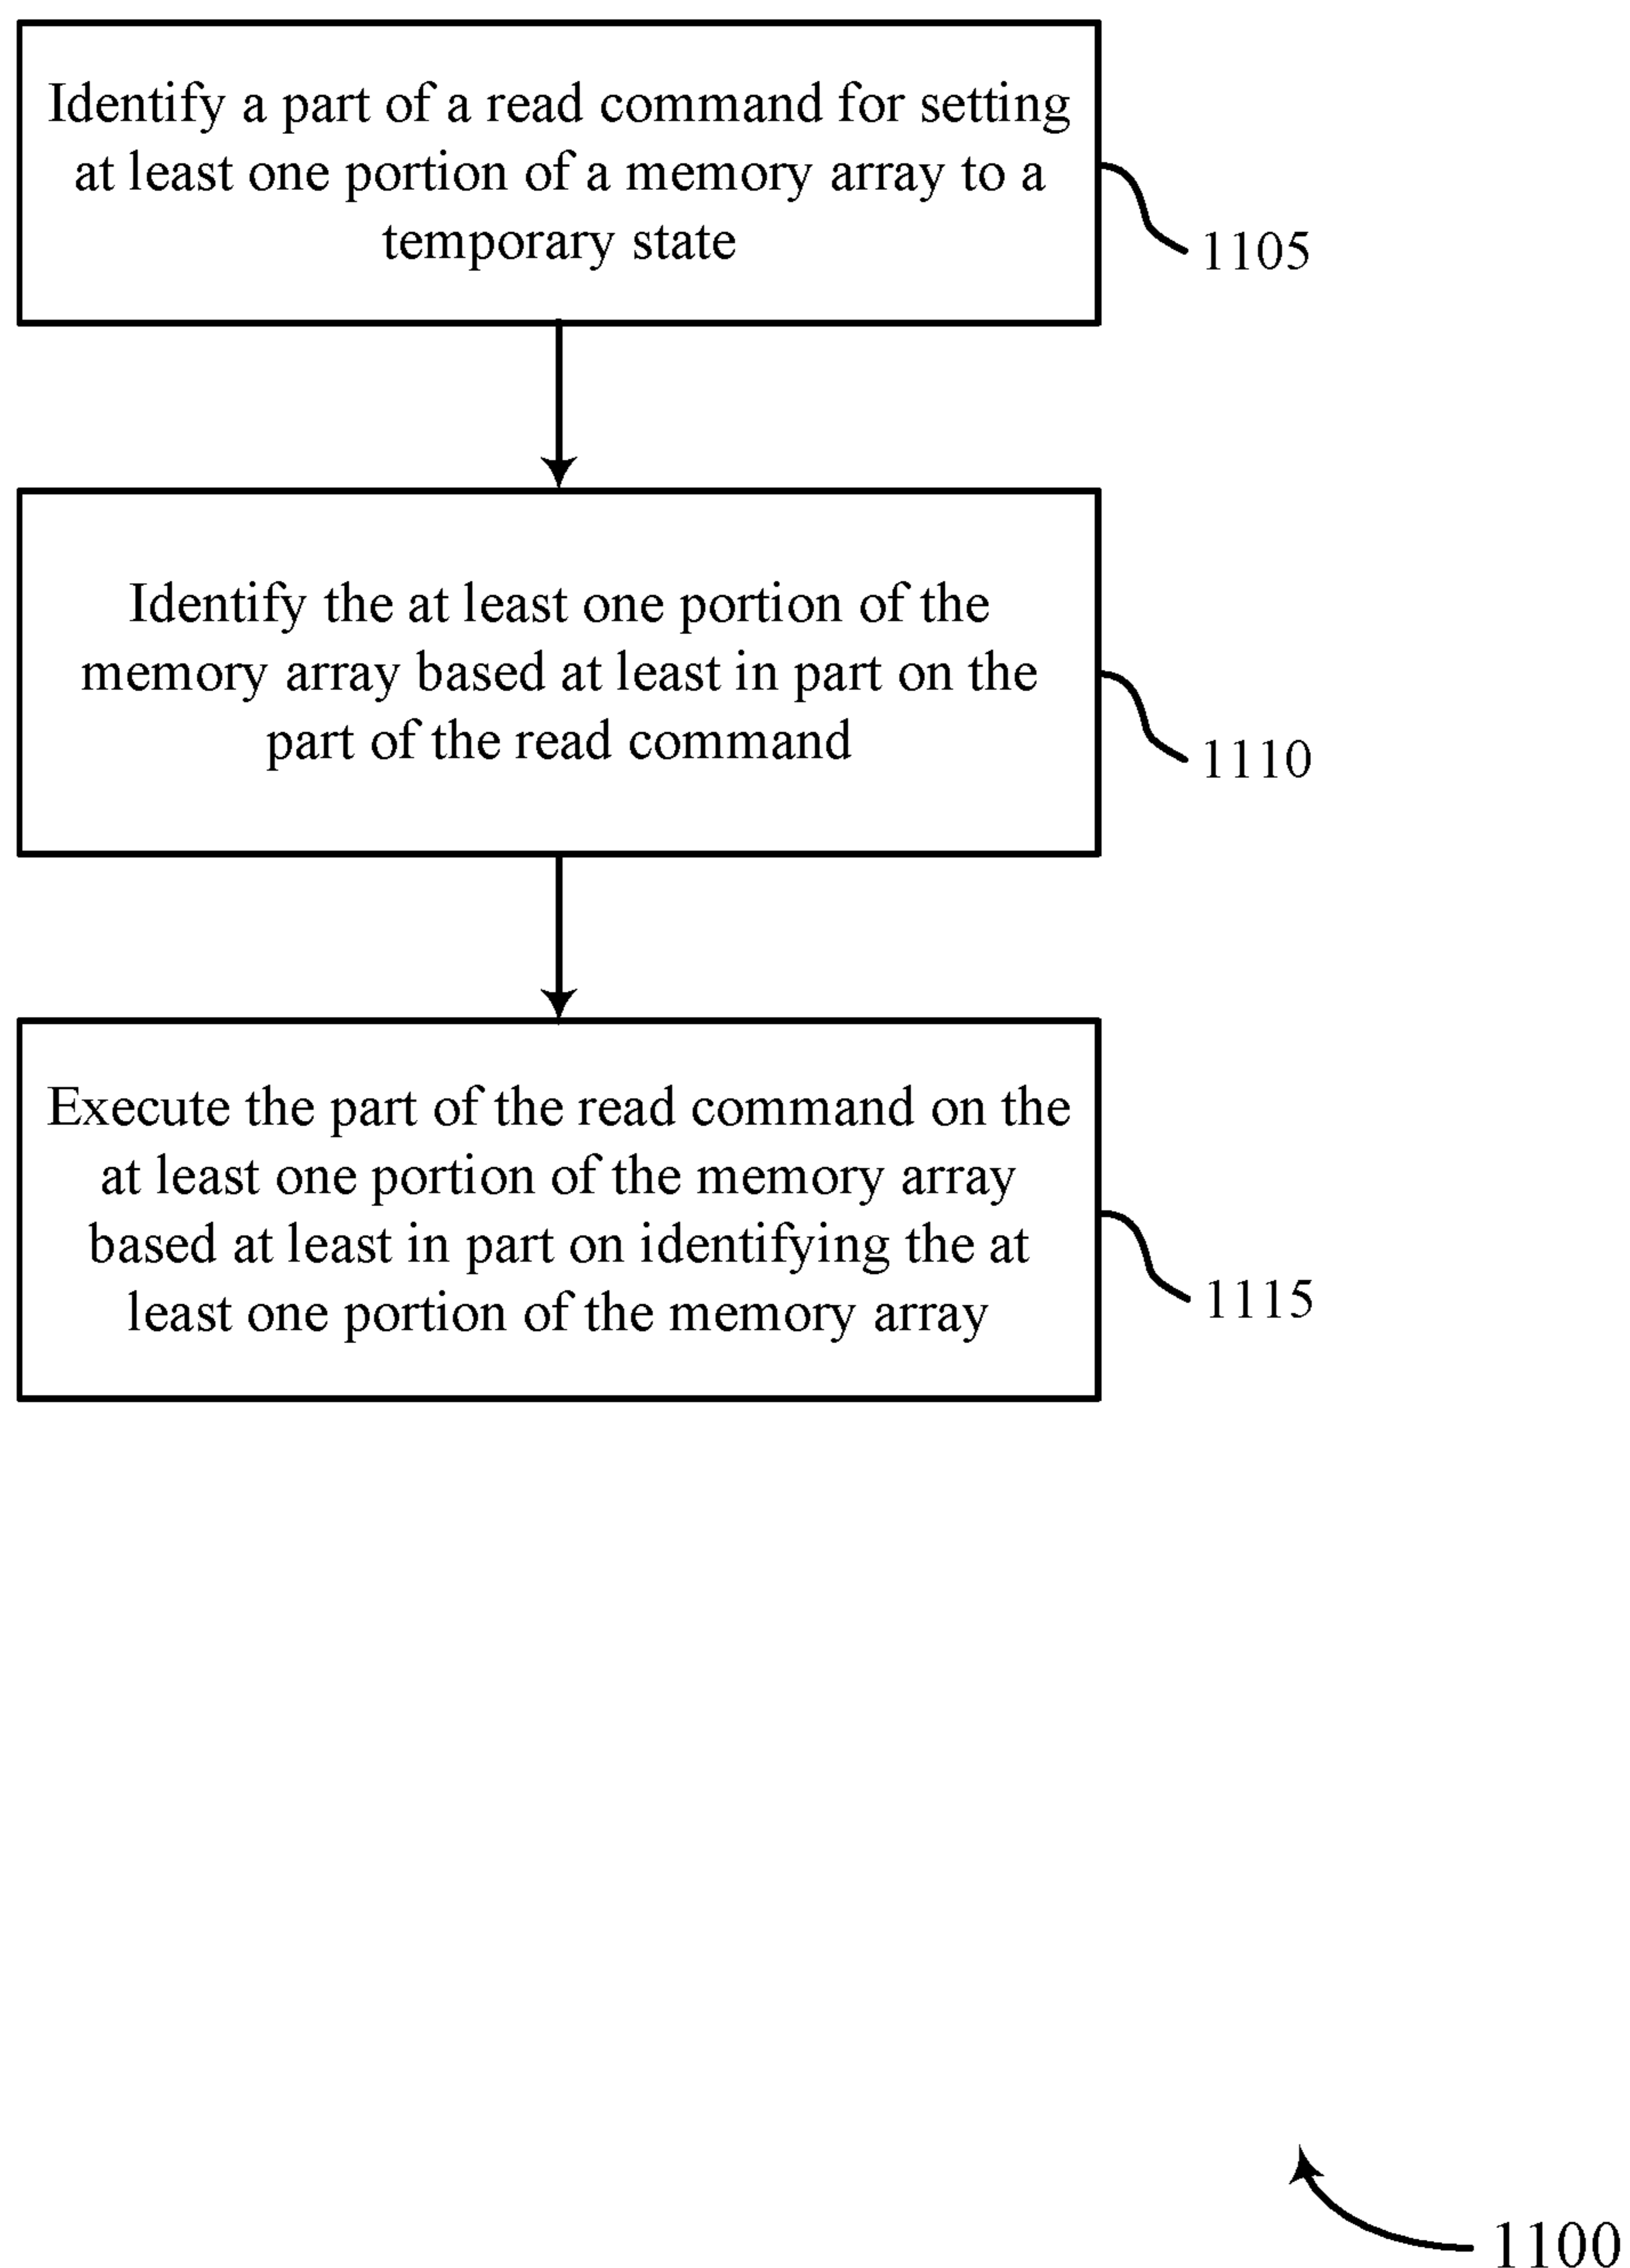 Identify a part of a read command for setting
at least one portion of a memory array to a
temporary state
1105
Identify the at least one portion of the
memory array based at least in part on the
part of the read command
1110
Execute the part of the read command on the
at least one portion of the memory array
based at least in part on identifying the at
least one portion of the memory array
1115
1100